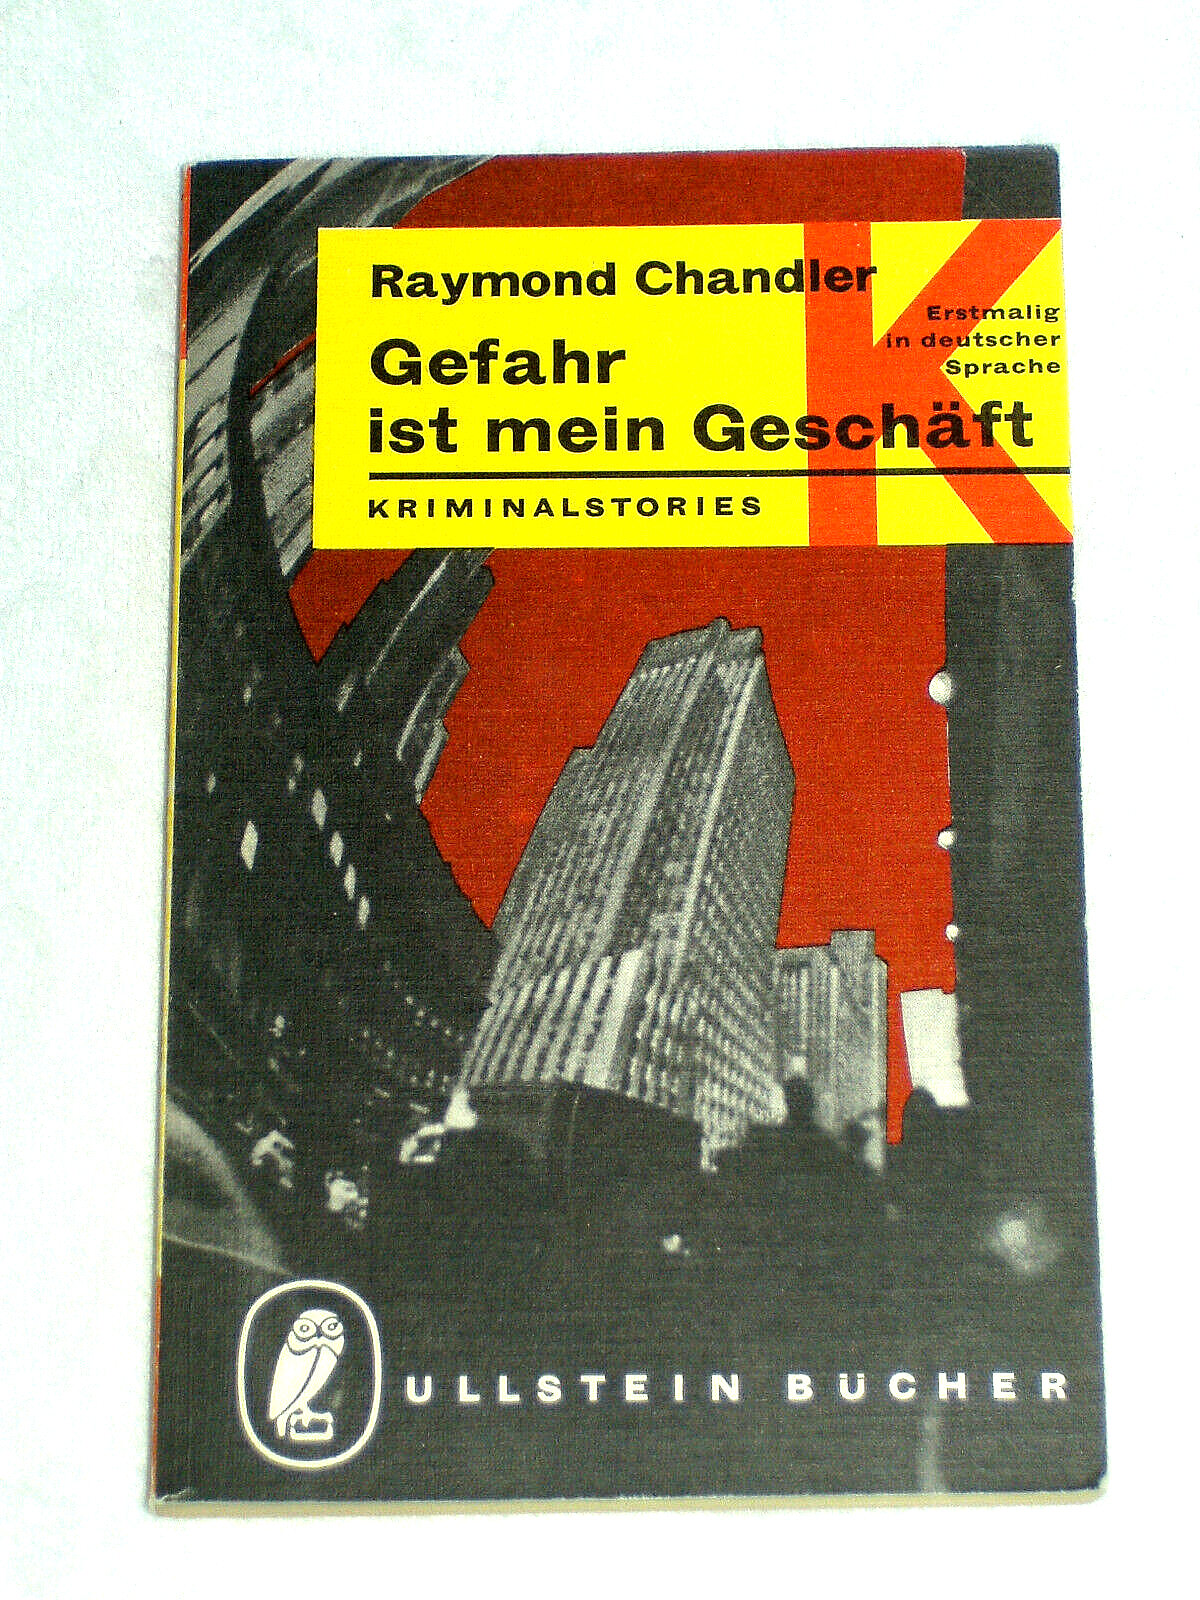 Raymond Chandler
Erstmalig
in deutscher
Sprache
Gefahr
ist mein Geschäft
K
KRIMINALSTORIES
ULLSTEIN BÜCHER